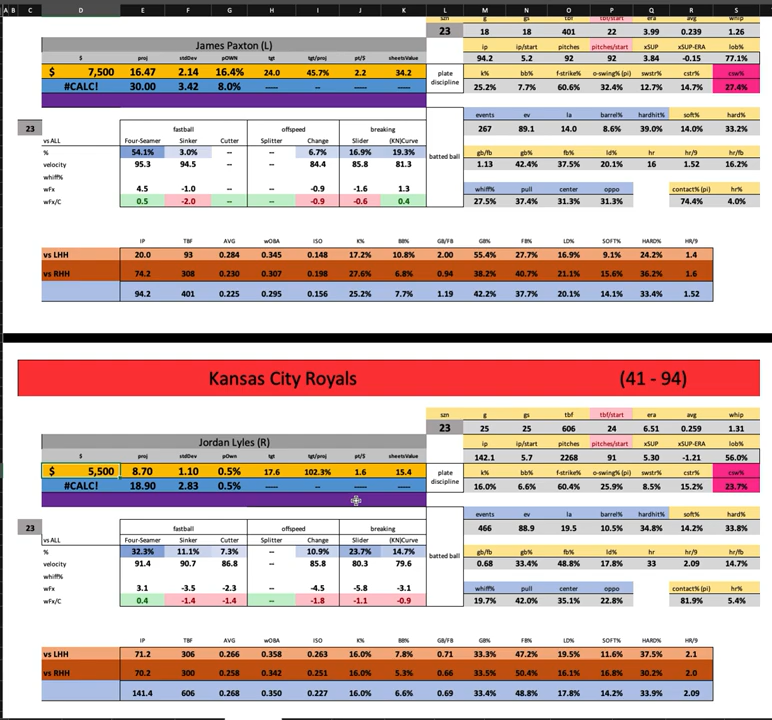 A B C D E F G H I J K L M N O P Q R S
szn g gs tbf tbf/start era avg whip
23 18 18 401 22 3.99 0.239 1.26
James Paxton (L) ip ip/start pitches pitches/start xSUP xSUP-ERA lob%
94.2 5.2 92 92 3.84 -0.15 77.1%
$ proj stdDev pOWN tgt tgt/proj pt/$ sheetsValue
$ 7,500 16.47 2.14 16.4% 24.0 45.7% 2.2 34.2 plate discipline k% bb% f-strike% o-swing% (pi) swstr% cstr% csw%
#CALC! 30.00 3.42 8.0% ---- --- ---- ---- 25.2% 7.7% 60.6% 32.4% 12.7% 14.7% 27.4%
events ev la barrel% hardhit% soft% hard%
23 fastball offspeed breaking 267 89.1 14.0 8.6% 39.0% 14.0% 33.2%
vs ALL Four-Seamer Sinker Cutter Splitter Change Slider (KN)Curve
% 54.1% 3.0% -- -- 6.7% 16.9% 19.3% batted ball gb/fb gb% fb% ld% hr hr/9 hr/fb
velocity 95.3 94.5 -- -- 84.4 85.8 81.3 1.13 42.4% 37.5% 20.1% 16 1.52 16.2%
whiff%
wFx 4.5 -1.0 -0.9 -1.6 1.3 whiff% pull center oppo contact% (pi) hr%
wFx/C 0.5 -2.0 -- -- -0.9 -0.6 0.4 27.5% 37.4% 31.3% 31.3% 74.4% 4.0%
IP TBF AVG wOBA ISO K% BB% GB/FB GB% FB% LD% SOFT% HARD% HR/9
vs LHH 20.0 93 0.284 0.345 0.148 17.2% 10.8% 2.00 55.4% 27.7% 16.9% 9.1% 24.2% 1.4
vs RHH 74.2 308 0.230 0.307 0.198 27.6% 6.8% 0.94 38.2% 40.7% 21.1% 15.6% 36.2% 1.6
94.2 401 0.225 0.295 0.156 25.2% 7.7% 1.19 42.2% 37.7% 20.1% 14.1% 33.4% 1.52
Kansas City Royals (41 - 94)
szn g gs tbf tbf/start era avg whip
23 25 25 606 24 6.51 0.259 1.31
Jordan Lyles (R) ip ip/start pitches pitches/start xSUP xSUP-ERA lob%
142.1 5.7 2268 91 5.30 -1.21 56.0%
$ proj stdDev pOwn tgt tgt/proj pt/$ sheetsValue
$ 5,500 8.70 1.10 0.5% 17.6 102.3% 1.6 15.4 plate discipline k% bb% f-strike% o-swing% (pi) swstr% cstr% csw%
#CALC! 18.90 2.83 0.5% ---- -- ---- ---- 16.0% 6.6% 60.4% 25.9% 8.5% 15.2% 23.7%
events ev la barrel% hardhit% soft% hard%
23 fastball offspeed breaking 466 88.9 19.5 10.5% 34.8% 14.2% 33.8%
vs ALL Four-Seamer Sinker Cutter Splitter Change Slider (KN)Curve
% 32.3% 11.1% 7.3% 10.9% 23.7% 14.7% batted ball gb/fb gb% fb% ld% hr hr/9 hr/fb
velocity 91.4 90.7 86.8 -- 85.8 80.3 79.6 0.68 33.4% 48.8% 17.8% 33 2.09 14.7%
whiff%
wFx 3.1 -3.5 -2.3 -4.5 -5.8 -3.1 whiff% pull center oppo contact% (pi) hr%
wFx/C 0.4 -1.4 -1.4 -- -1.8 -1.1 -0.9 19.7% 42.0% 35.1% 22.8% 81.9% 5.4%
IP TBF AVG wOBA ISO K% BB% GB/FB GB% FB% LD% SOFT% HARD% HR/9
vs LHH 71.2 306 0.266 0.358 0.263 16.0% 7.8% 0.71 33.3% 47.2% 19.5% 11.6% 37.5% 2.1
vs RHH 70.2 300 0.258 0.342 0.251 16.0% 5.3% 0.66 33.5% 50.4% 16.1% 16.8% 30.2% 2.0
141.4 606 0.268 0.350 0.227 16.0% 6.6% 0.69 33.4% 48.8% 17.8% 14.2% 33.9% 2.09